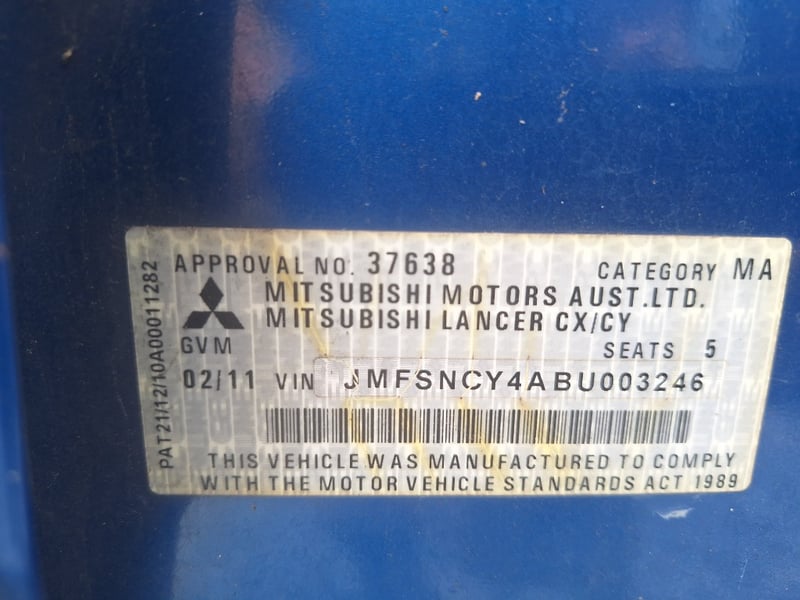 PAT21/12/10A00011282
APPROVAL NO. 37638 CATEGORY MA
MITSUBISHI MOTORS AUST.LTD.
MITSUBISHI LANCER CX/CY
GVM SEATS 5
02/11 VIN JMFSNCY4ABU003246
THIS VEHICLE WAS MANUFACTURED TO COMPLY
WITH THE MOTOR VEHICLE STANDARDS ACT 1989